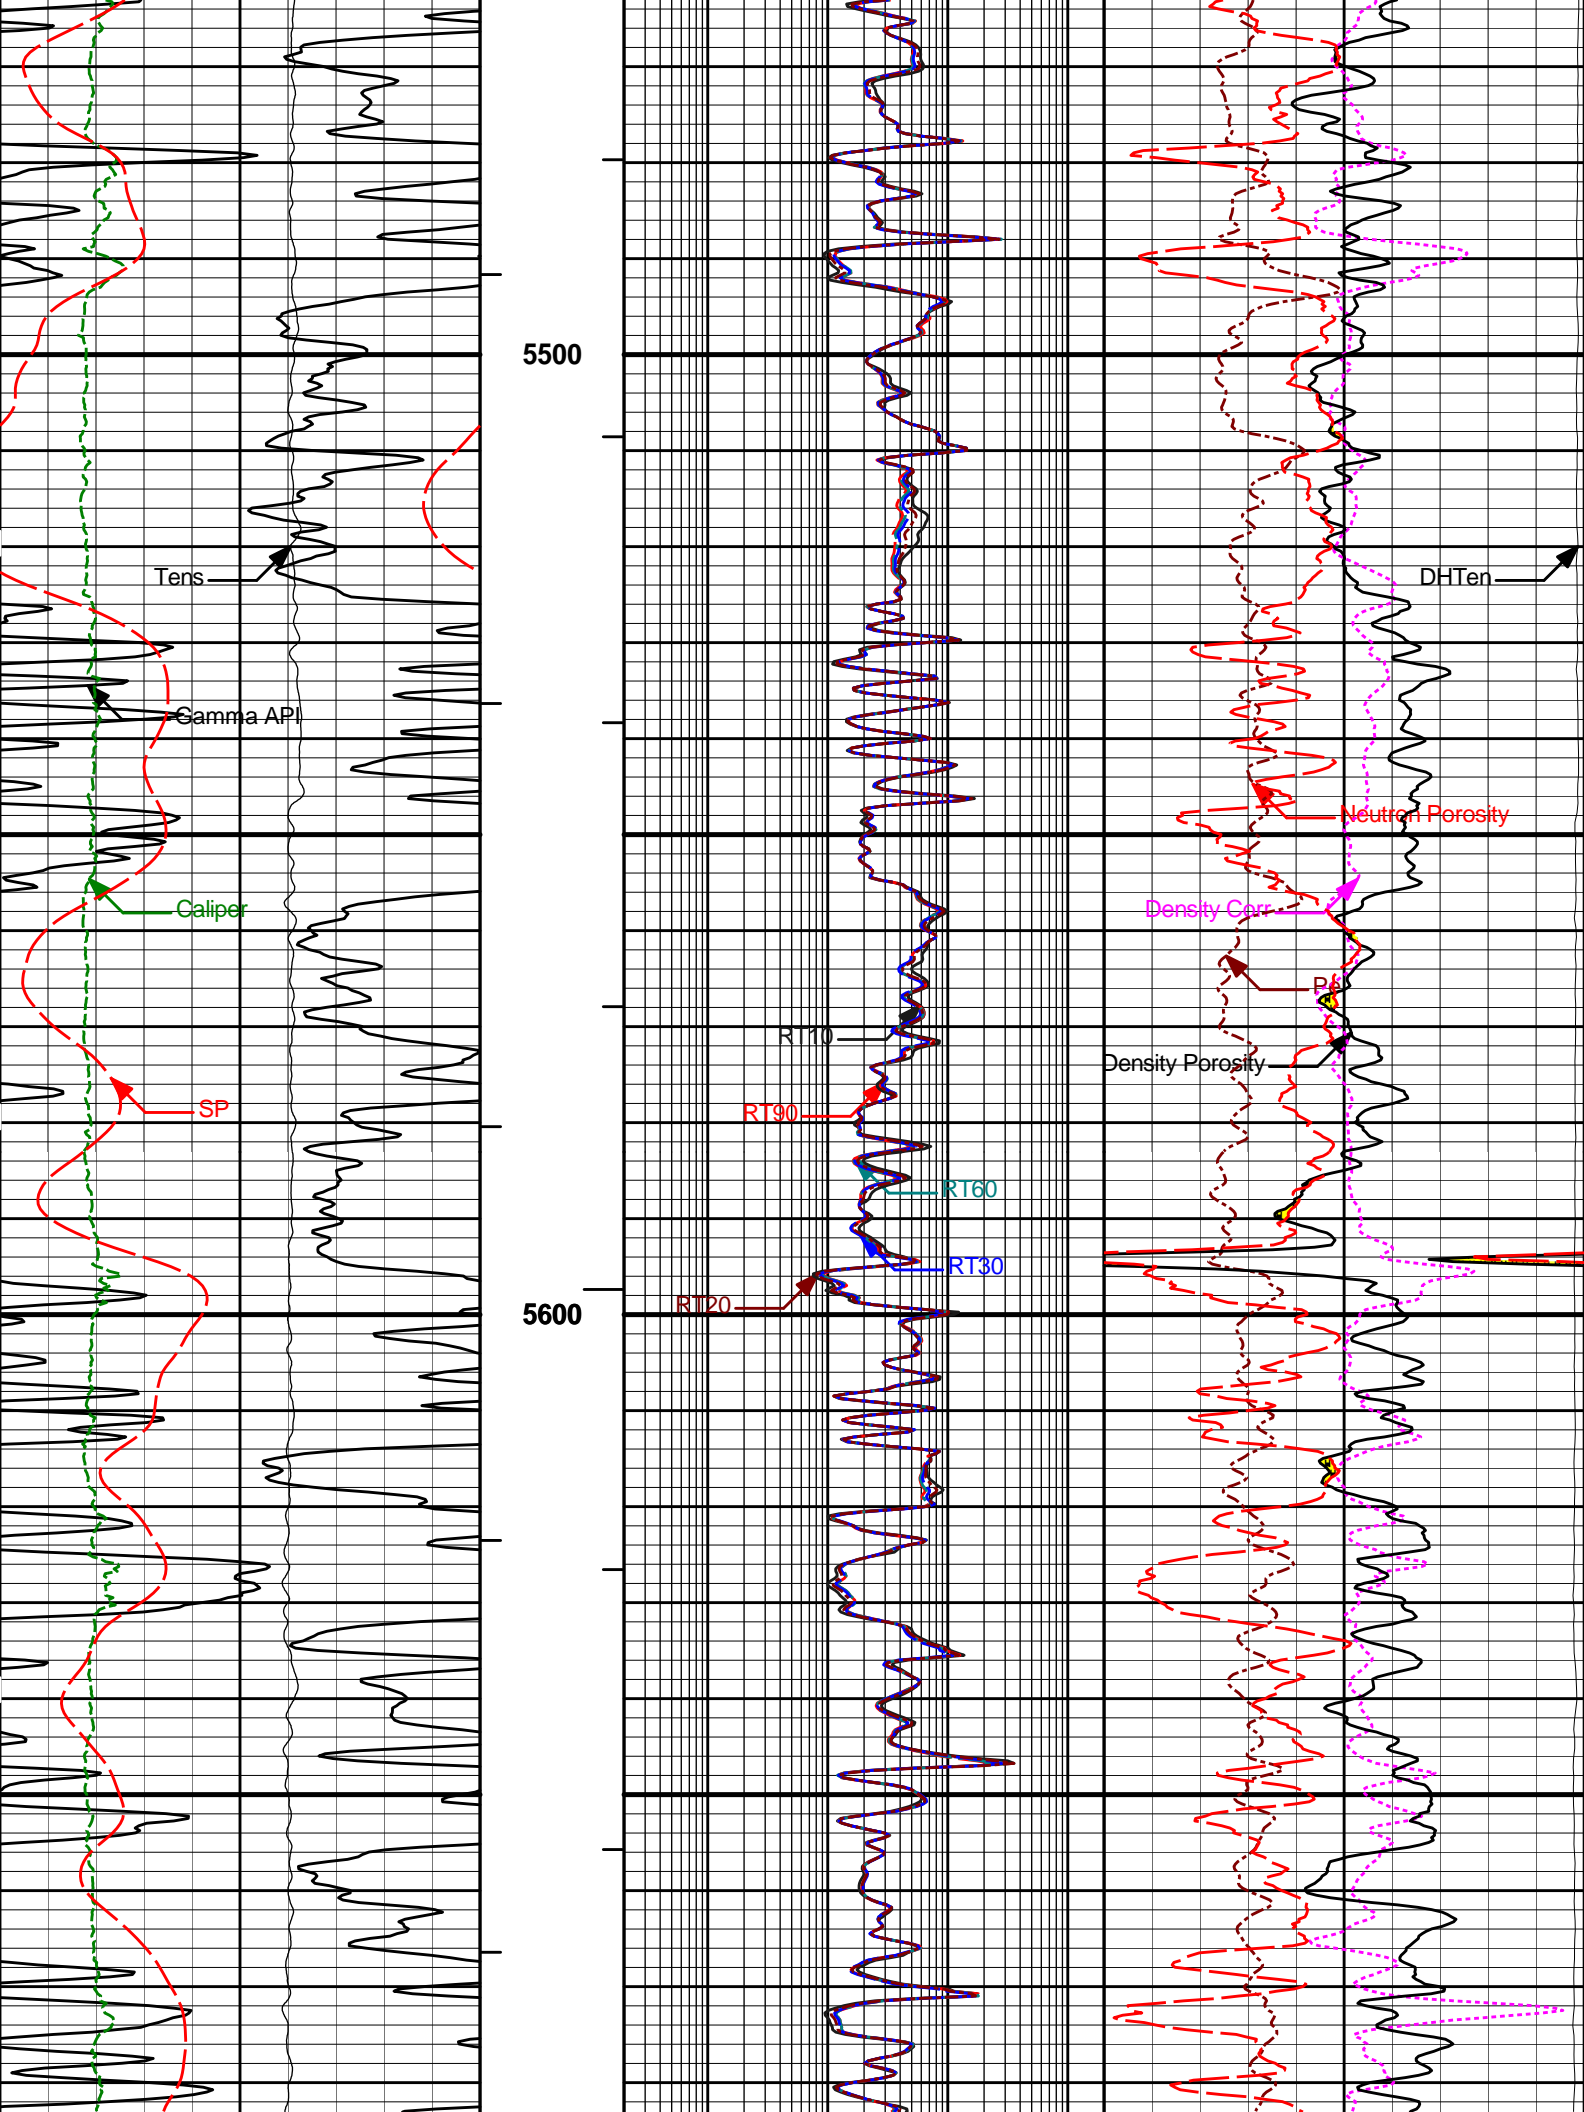 5500
Tens
DHTen
Gamma API
Neutron Porosity
Caliper
Density Corr
Pe
RT10
Density Porosity
RT90
SP
RT60
RT30
RT20
5600